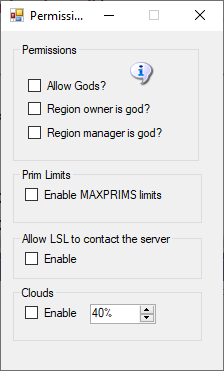 Permissi...
Permissions
Allow Gods?
Region owner is god?
Region manager is god?
Prim Limits
Enable MAXPRIMS limits
Allow LSL to contact the server
Enable
Clouds
Enable 40%